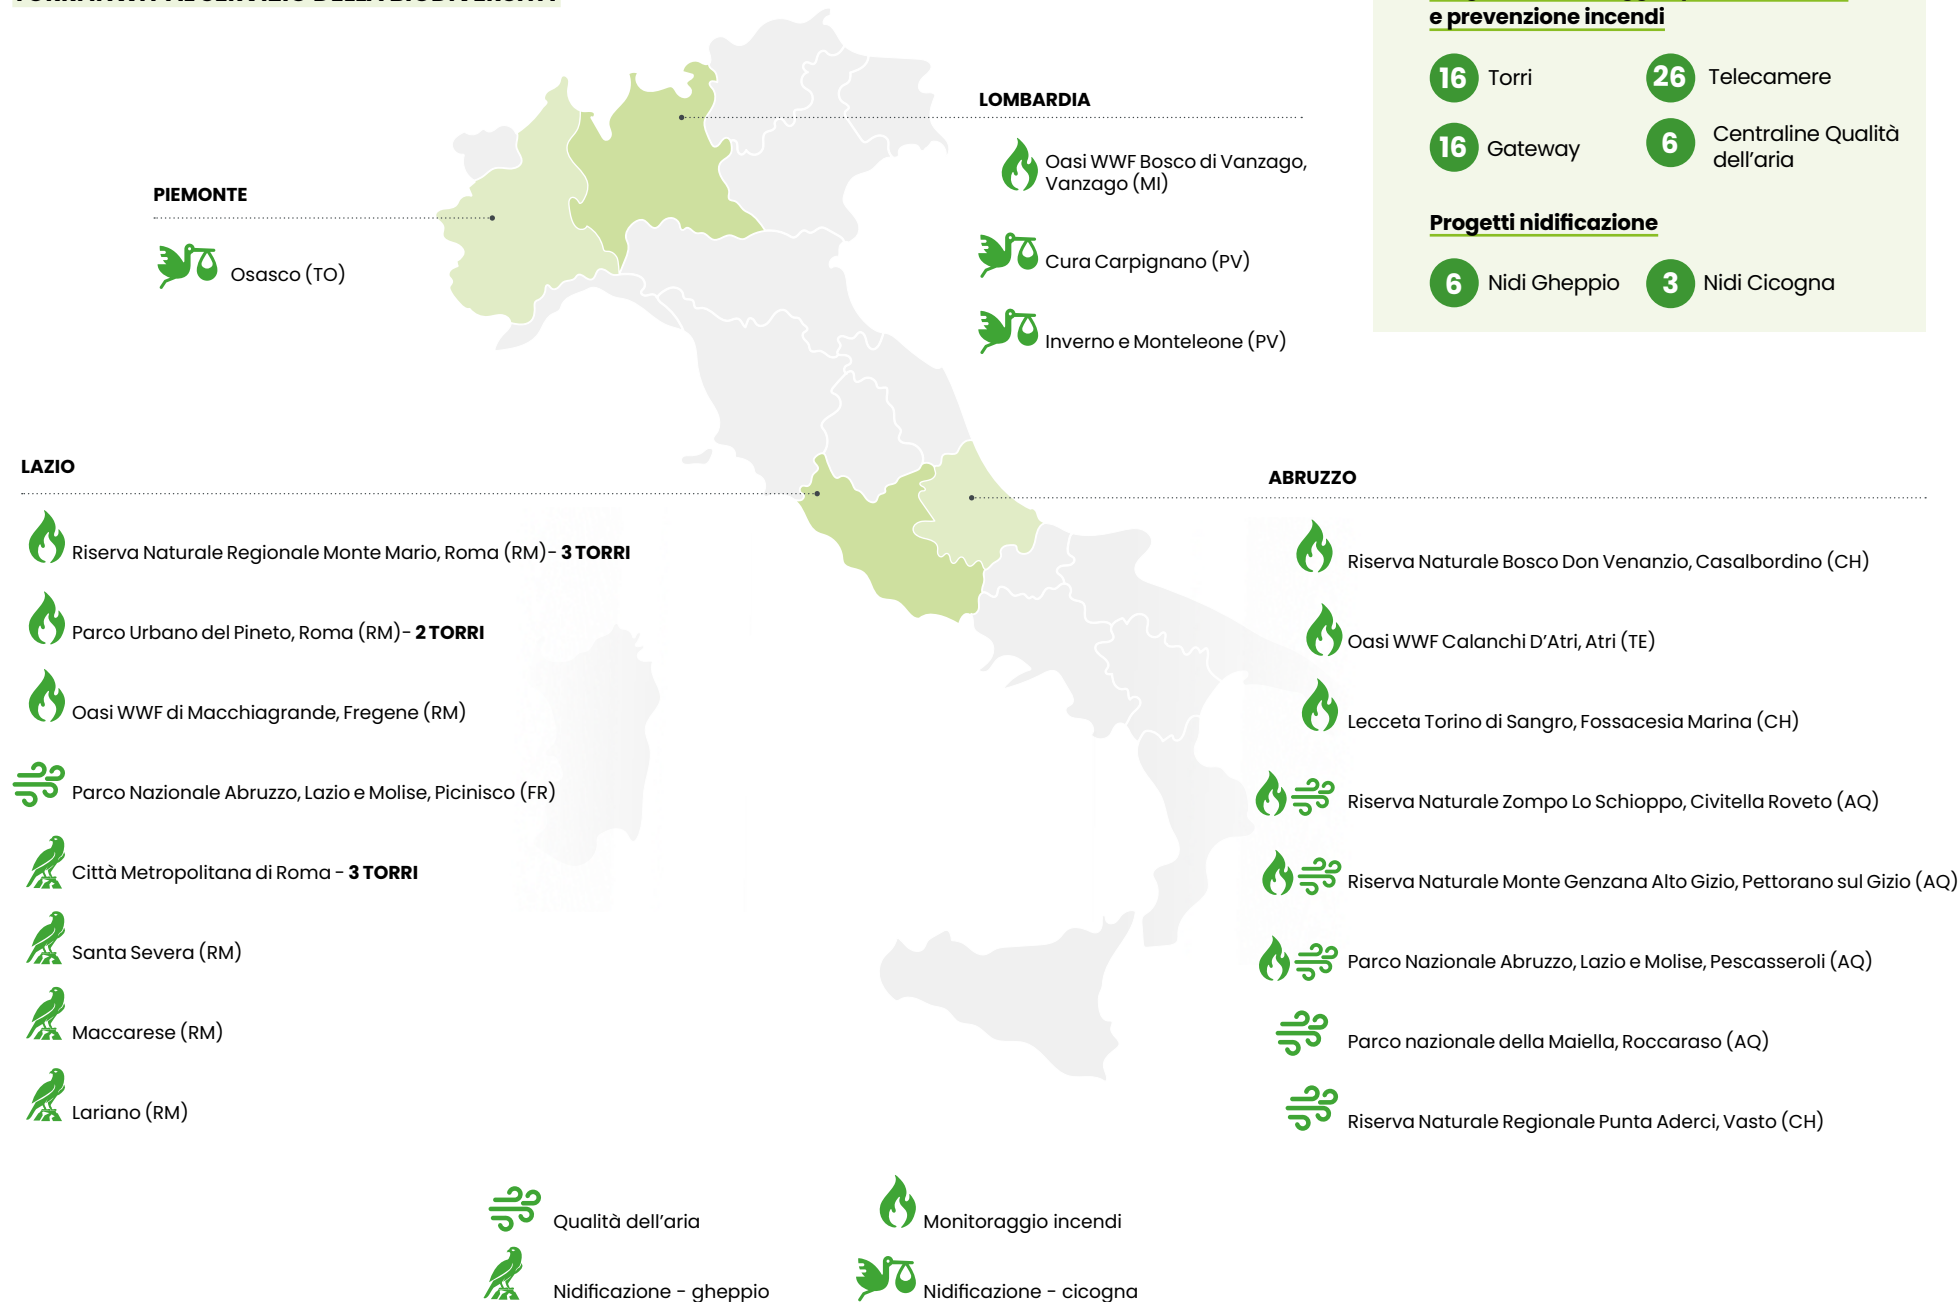 e prevenzione incendi
16 Torri
26 Telecamere
16 Gateway
6 Centraline Qualità
dell'aria
Progetti nidificazione
6 Nidi Gheppio
3 Nidi Cicogna
LOMBARDIA
Oasi WWF Bosco di Vanzago,
Vanzago (MI)
Cura Carpignano (PV)
Inverno e Monteleone (PV)
PIEMONTE
Osasco (TO)
LAZIO
Riserva Naturale Regionale Monte Mario, Roma (RM)- 3 TORRI
Parco Urbano del Pineto, Roma (RM)- 2 TORRI
Oasi WWF di Macchiagrande, Fregene (RM)
Parco Nazionale Abruzzo, Lazio e Molise, Picinisco (FR)
Città Metropolitana di Roma - 3 TORRI
Santa Severa (RM)
Maccarese (RM)
Lariano (RM)
ABRUZZO
Riserva Naturale Bosco Don Venanzio, Casalbordino (CH)
Oasi WWF Calanchi D'Atri, Atri (TE)
Lecceta Torino di Sangro, Fossacesia Marina (CH)
Riserva Naturale Zompo Lo Schioppo, Civitella Roveto (AQ)
Riserva Naturale Monte Genzana Alto Gizio, Pettorano sul Gizio (AQ)
Parco Nazionale Abruzzo, Lazio e Molise, Pescasseroli (AQ)
Parco nazionale della Maiella, Roccaraso (AQ)
Riserva Naturale Regionale Punta Aderci, Vasto (CH)
Qualità dell'aria
Monitoraggio incendi
Nidificazione - gheppio
Nidificazione - cicogna